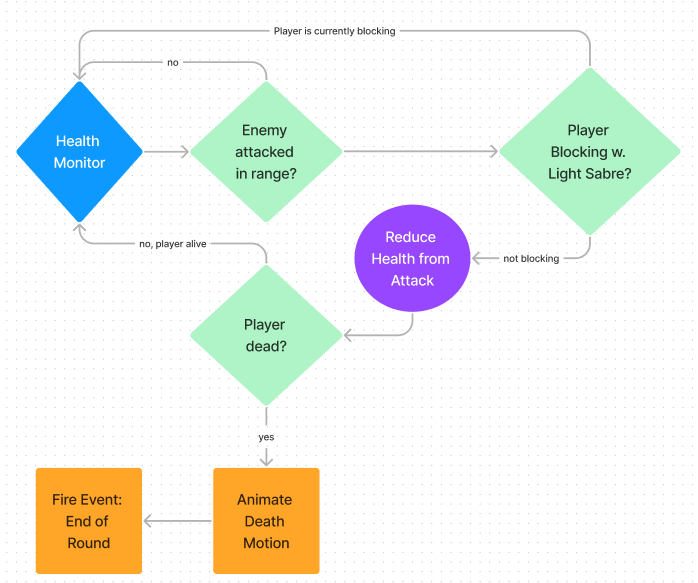 Player is currently blocking
no
Health
Monitor
Enemy
attacked
in range?
Player
Blocking w.
Light Sabre?
Reduce
Health from
Attack
not blocking
no, player alive
Player
dead?
yes
Fire Event:
End of
Round
Animate
Death
Motion